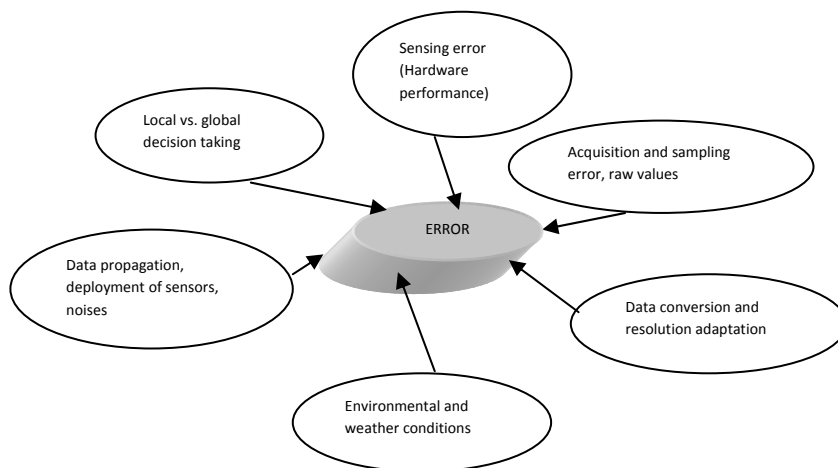 Sensing error
(Hardware
performance)
Local vs. global
decision taking
Acquisition and sampling
error, raw values
ERROR
Data propagation,
deployment of sensors,
noises
Data conversion and
resolution adaptation
Environmental and
weather conditions